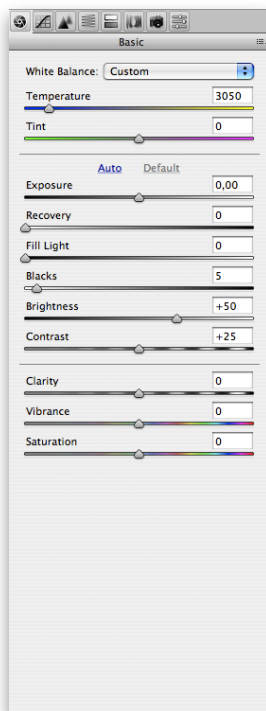 Basic
White Balance: Custom
Temperature 3050
Tint 0
Auto Default
Exposure 0,00
Recovery 0
Fill Light 0
Blacks 5
Brightness +50
Contrast +25
Clarity 0
Vibrance 0
Saturation 0